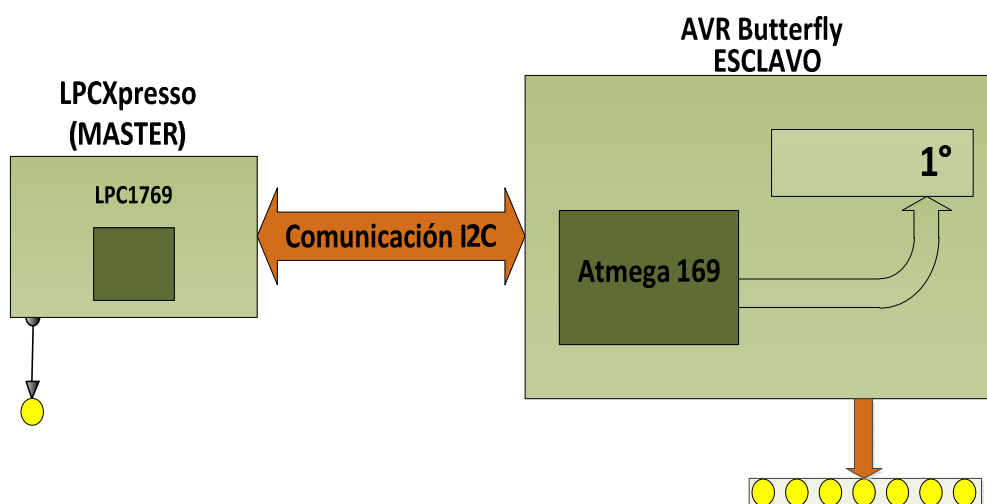 AVR Butterfly
ESCLAVO
LPCXpresso
(MASTER)
LPC1769
1°
Comunicación I2C
Atmega 169